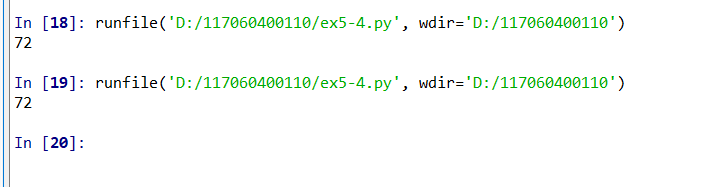 In [18]: runfile('D:/117060400110/ex5-4.py', wdir='D:/117060400110')
72
In [19]: runfile('D:/117060400110/ex5-4.py', wdir='D:/117060400110')
72
In [20]: